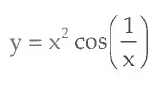 y = x² cos(1/x)